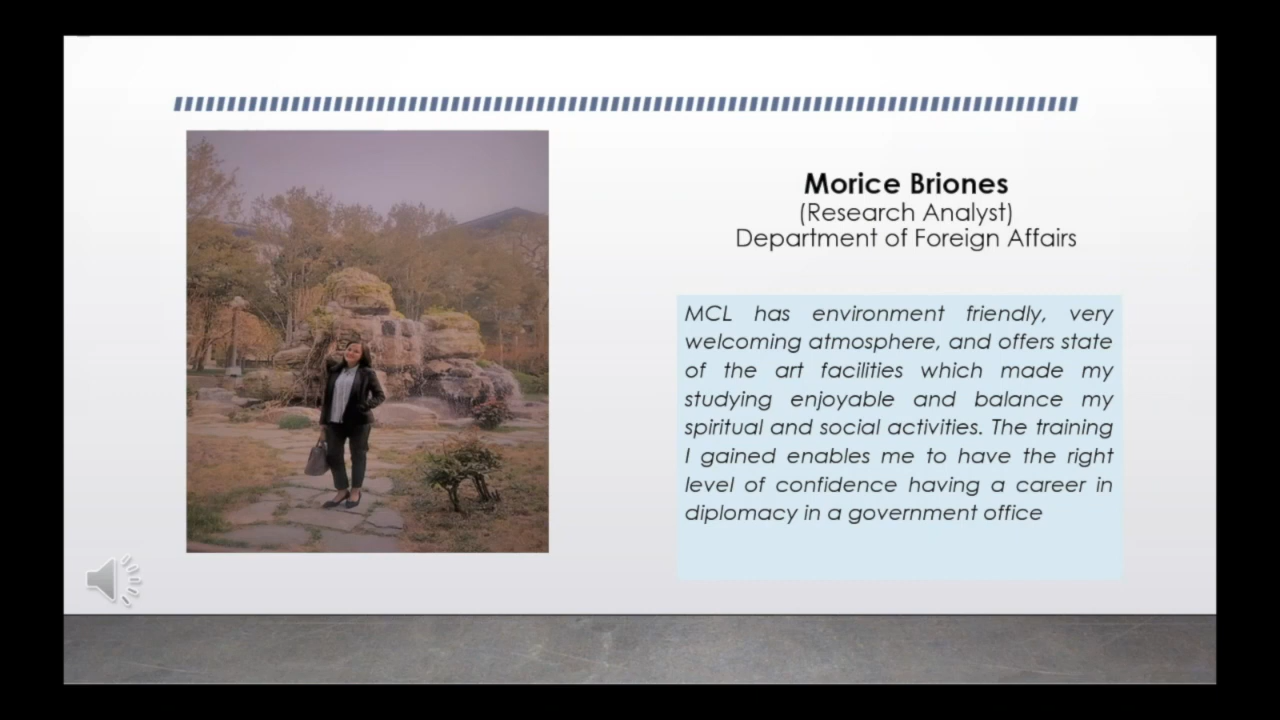 Morice Briones
(Research Analyst)
Department of Foreign Affairs
MCL has environment friendly, very
welcoming atmosphere, and offers state
of the art facilities which made my
studying enjoyable and balance my
spiritual and social activities. The training
I gained enables me to have the right
level of confidence having a career in
diplomacy in a government office